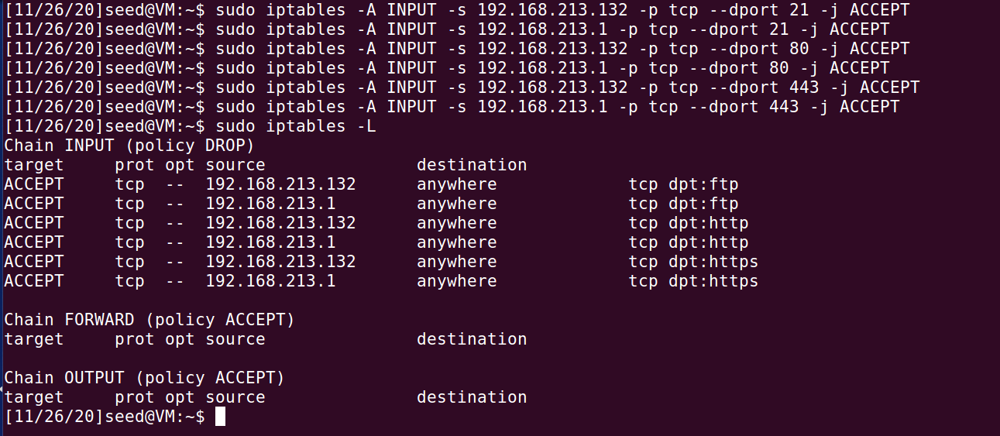 [11/26/20]seed@VM:~$ sudo iptables -A INPUT -s 192.168.213.132 -p tcp --dport 21 -j ACCEPT
[11/26/20]seed@VM:~$ sudo iptables -A INPUT -s 192.168.213.1 -p tcp --dport 21 -j ACCEPT
[11/26/20]seed@VM:~$ sudo iptables -A INPUT -s 192.168.213.132 -p tcp --dport 80 -j ACCEPT
[11/26/20]seed@VM:~$ sudo iptables -A INPUT -s 192.168.213.1 -p tcp --dport 80 -j ACCEPT
[11/26/20]seed@VM:~$ sudo iptables -A INPUT -s 192.168.213.132 -p tcp --dport 443 -j ACCEPT
[11/26/20]seed@VM:~$ sudo iptables -A INPUT -s 192.168.213.1 -p tcp --dport 443 -j ACCEPT
[11/26/20]seed@VM:~$ sudo iptables -L
Chain INPUT (policy DROP)
target     prot opt source               destination
ACCEPT     tcp  --  192.168.213.132      anywhere             tcp dpt:ftp
ACCEPT     tcp  --  192.168.213.1        anywhere             tcp dpt:ftp
ACCEPT     tcp  --  192.168.213.132      anywhere             tcp dpt:http
ACCEPT     tcp  --  192.168.213.1        anywhere             tcp dpt:http
ACCEPT     tcp  --  192.168.213.132      anywhere             tcp dpt:https
ACCEPT     tcp  --  192.168.213.1        anywhere             tcp dpt:https

Chain FORWARD (policy ACCEPT)
target     prot opt source               destination

Chain OUTPUT (policy ACCEPT)
target     prot opt source               destination
[11/26/20]seed@VM:~$